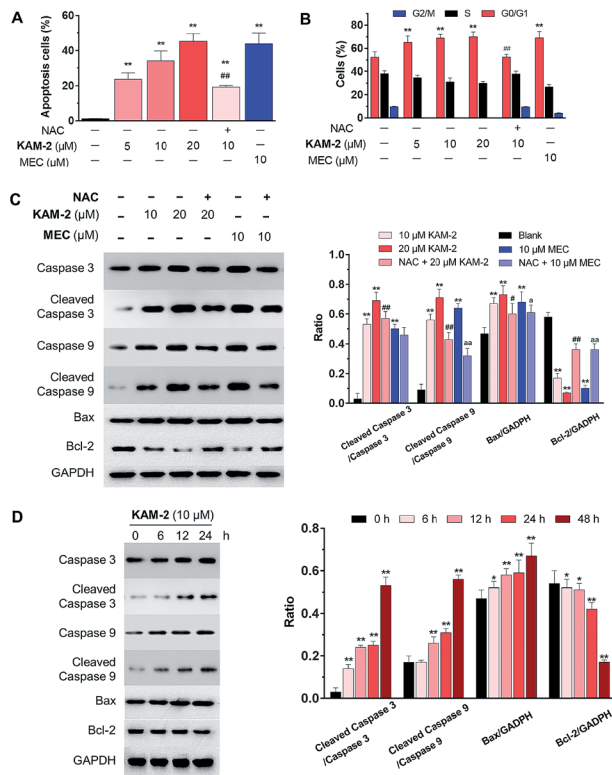 A
Apoptosis cells (%)
60
40
20
0
** ** ** ** ## **
NAC
– – – – + –
KAM-2 (μM)
– 5 10 20 10 –
MEC (μM)
– – – – – 10
B
G2/M S G0/G1
Cells (%)
100
80
60
40
20
0
** ** ** ## **
NAC
– – – – + –
KAM-2 (μM)
– 5 10 20 10 –
MEC (μM)
– – – – – 10
C
NAC – – – + – +
KAM-2 (μM) – 10 20 20 – –
MEC (μM) – – – – 10 10
Caspase 3
Cleaved
Caspase 3
Caspase 9
Cleaved
Caspase 9
Bax
Bcl-2
GAPDH
10 μM KAM-2 Blank
20 μM KAM-2 10 μM MEC
NAC + 20 μM KAM-2 NAC + 10 μM MEC
Ratio
1.0
0.8
0.6
0.4
0.2
0.0
** ** ## **
** ** ## ** aa
** ** # ** a
** ** ## ** aa
Cleaved Caspase 3
/Caspase 3
Cleaved Caspase 9
/Caspase 9
Bax/GADPH
Bcl-2/GADPH
D
KAM-2 (10 μM)
0 6 12 24 h
Caspase 3
Cleaved
Caspase 3
Caspase 9
Cleaved
Caspase 9
Bax
Bcl-2
GAPDH
0 h 6 h 12 h 24 h 48 h
Ratio
0.8
0.6
0.4
0.2
0.0
** ** ** **
** ** **
* ** ** **
* ** ** **
Cleaved Caspase 3
/Caspase 3
Cleaved Caspase 9
/Caspase 9
Bax/GADPH
Bcl-2/GADPH